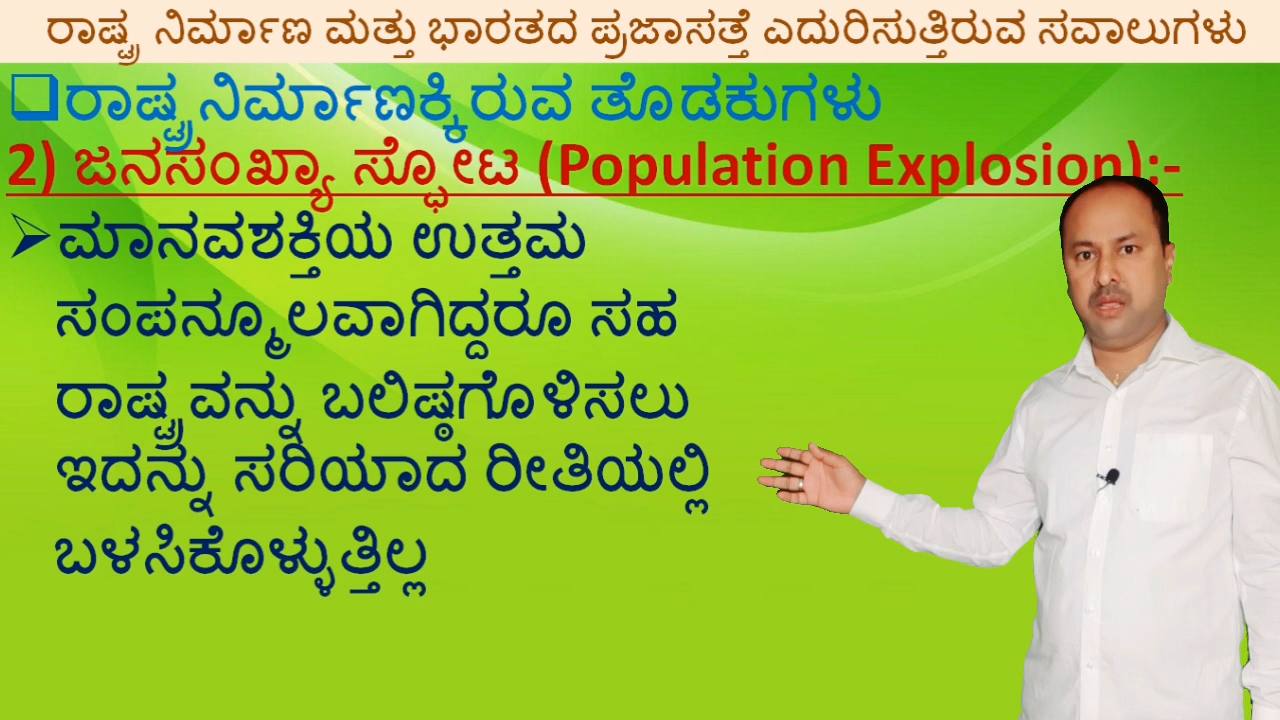 ರಾಷ್ಟ್ರ ನಿರ್ಮಾಣ ಮತ್ತು ಭಾರತದ ಪ್ರಜಾಸತ್ತೆ ಎದುರಿಸುತ್ತಿರುವ ಸವಾಲುಗಳು
ರಾಷ್ಟ್ರನಿರ್ಮಾಣಕ್ಕಿರುವ ತೊಡಕುಗಳು
2) ಜನಸಂಖ್ಯಾ ಸ್ಧೋಟ (Population Explosion):-
ಮಾನವಶಕ್ತಿಯ ಉತ್ತಮ
ಸಂಪನ್ಮೂಲವಾಗಿದ್ದರೂ ಸಹ
ರಾಷ್ಟ್ರವನ್ನು ಬಲಿಷ್ಠಗೊಳಿಸಲು
ಇದನ್ನು ಸರಿಯಾದ ರೀತಿಯಲ್ಲಿ
ಬಳಸಿಕೊಳ್ಳುತ್ತಿಲ್ಲ